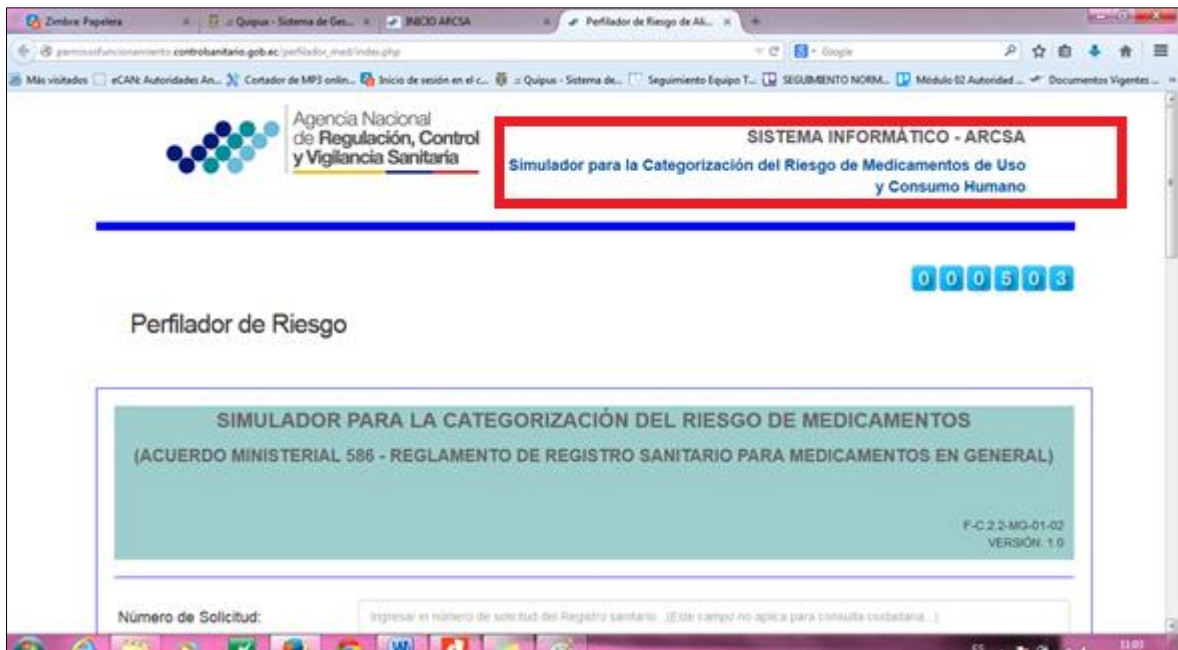 Zimbra: Papelera
.: Quipux - Sistema de Ges...
INICIO ARCSA
Perfilador de Riesgo de Ali...
permisosfuncionamiento.controlsanitario.gob.ec/perfilador_med/index.php
Google
Más visitados
eCAN: Autoridades An...
Cortador de MP3 onlin...
Inicio de sesión en el c...
.: Quipux - Sistema de...
Seguimiento Equipo T...
SEGUIMIENTO NORM...
Módulo 02 Autoridad ...
Documentos Vigentes ...
Agencia Nacional
de Regulación, Control
y Vigilancia Sanitaria
SISTEMA INFORMÁTICO - ARCSA
Simulador para la Categorización del Riesgo de Medicamentos de Uso
y Consumo Humano
000503
Perfilador de Riesgo
SIMULADOR PARA LA CATEGORIZACIÓN DEL RIESGO DE MEDICAMENTOS
(ACUERDO MINISTERIAL 586 - REGLAMENTO DE REGISTRO SANITARIO PARA MEDICAMENTOS EN GENERAL)
F-C.2.2-MG-01-02
VERSIÓN: 1.0
Número de Solicitud:
Ingresar el número de solicitud del Registro sanitario. (Este campo no aplica para consulta ciudadana...)
ES
11:03